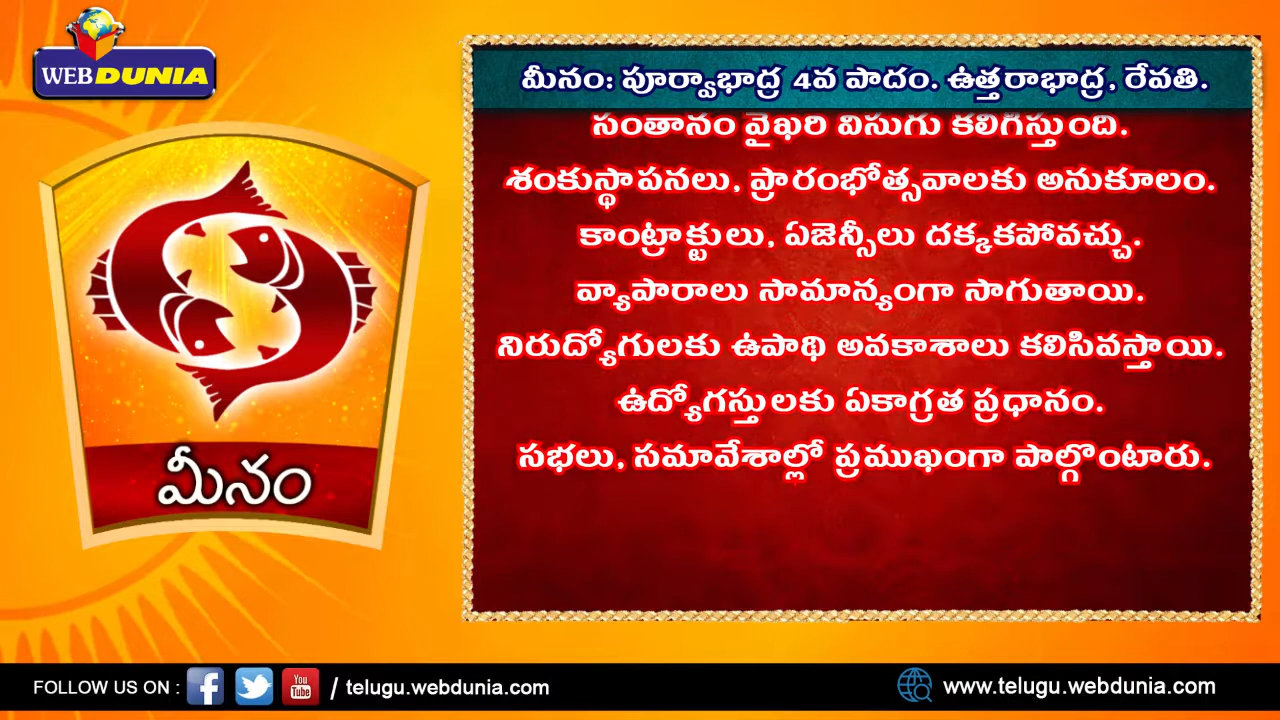 WEBDUNIA
మీనం: పూర్వాభాద్ర 4వ పాదం. ఉత్తరాభాద్ర, రేవతి.
సంతానం వైఖరి విసుగు కలిగిస్తుంది.
శంకుస్థాపనలు, ప్రారంభోత్సవాలకు అనుకూలం.
కాంట్రాక్టులు, ఏజెన్సీలు దక్కకపోవచ్చు.
వ్యాపారాలు సామాన్యంగా సాగుతాయి.
నిరుద్యోగులకు ఉపాధి అవకాశాలు కలిసివస్తాయి.
ఉద్యోగస్తులకు ఏకాగ్రత ప్రధానం.
సభలు, సమావేశాల్లో ప్రముఖంగా పాల్గొంటారు.
మీనం
FOLLOW US ON : f You Tube / telugu.webdunia.com
www.telugu.webdunia.com